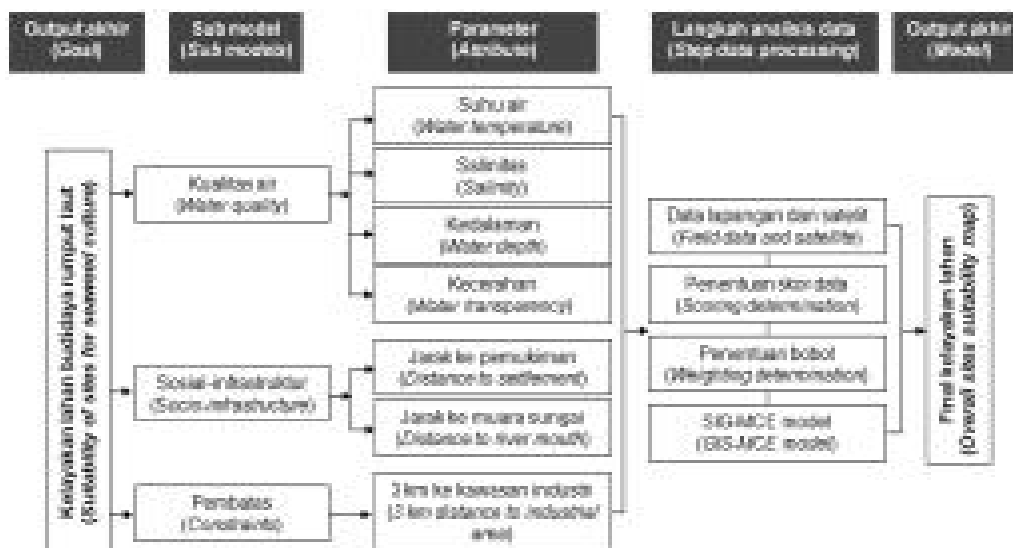 Output akhir
(Goal)
Sub model
(Sub models)
Parameter
(Attribute)
Langkah analisis data
(Step data processing)
Output akhir
(Model)
Kelayakan lahan budidaya rumput laut
(Suitability of sites for seaweed culture)
Kualitas air
(Water quality)
Sosial-infrastruktur
(Socio-infrastructure)
Pembatas
(Constraints)
Suhu air
(Water temperature)
Salinitas
(Salinity)
Kedalaman
(Water depth)
Kecerahan
(Water transparency)
Jarak ke pemukiman
(Distance to settlement)
Jarak ke muara sungai
(Distance to river mouth)
3 km ke kawasan industri
(3 km distance to industrial
area)
Data lapangan dan satelit
(Field data and satellite)
Penentuan skor data
(Scoring determination)
Penentuan bobot
(Weighting determination)
SIG-MCE model
(GIS-MCE model)
Final kelayakan lahan
(Overall sites suitability map)